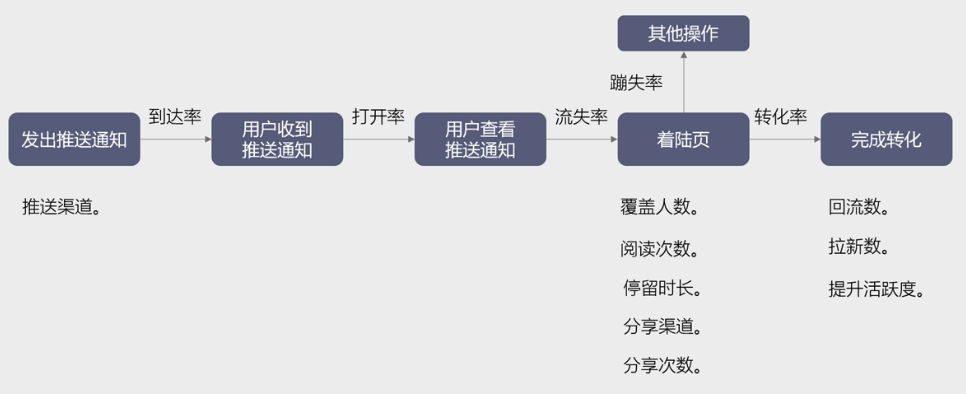 其他操作
蹦失率
发出推送通知
到达率
用户收到
推送通知
打开率
用户查看
推送通知
流失率
着陆页
转化率
完成转化
推送渠道。
覆盖人数。
阅读次数。
停留时长。
分享渠道。
分享次数。
回流数。
拉新数。
提升活跃度。